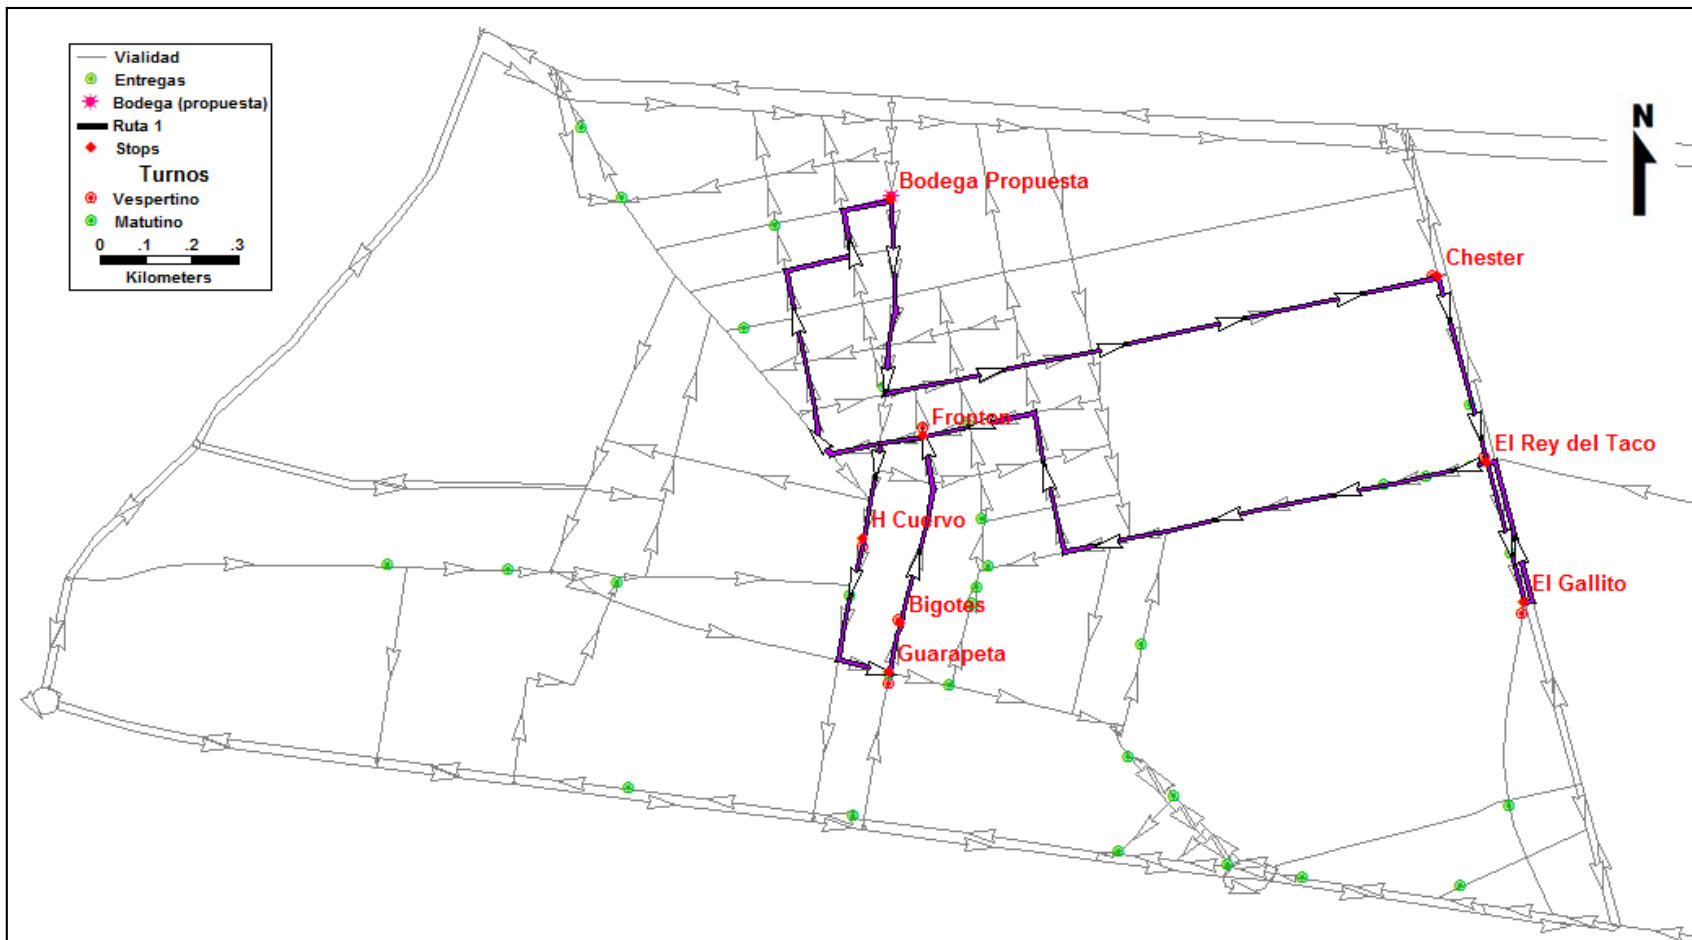 Vialidad
Entregas
Bodega (propuesta)
Ruta 1
Stops
Turnos
Vespertino
Matutino
0 .1 .2 .3
Kilometers
N
Bodega Propuesta
Chester
Fronton
El Rey del Taco
H Cuervo
El Gallito
Bigotes
Guarapeta